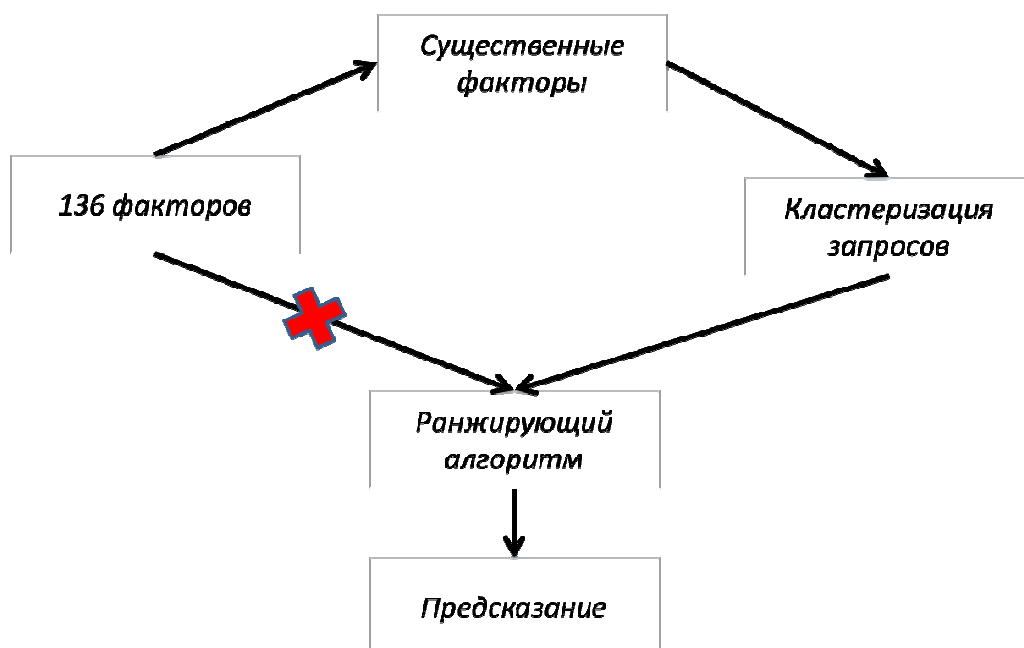 Существенные
факторы
136 факторов
Кластеризация
запросов
Ранжирующий
алгоритм
Предсказание